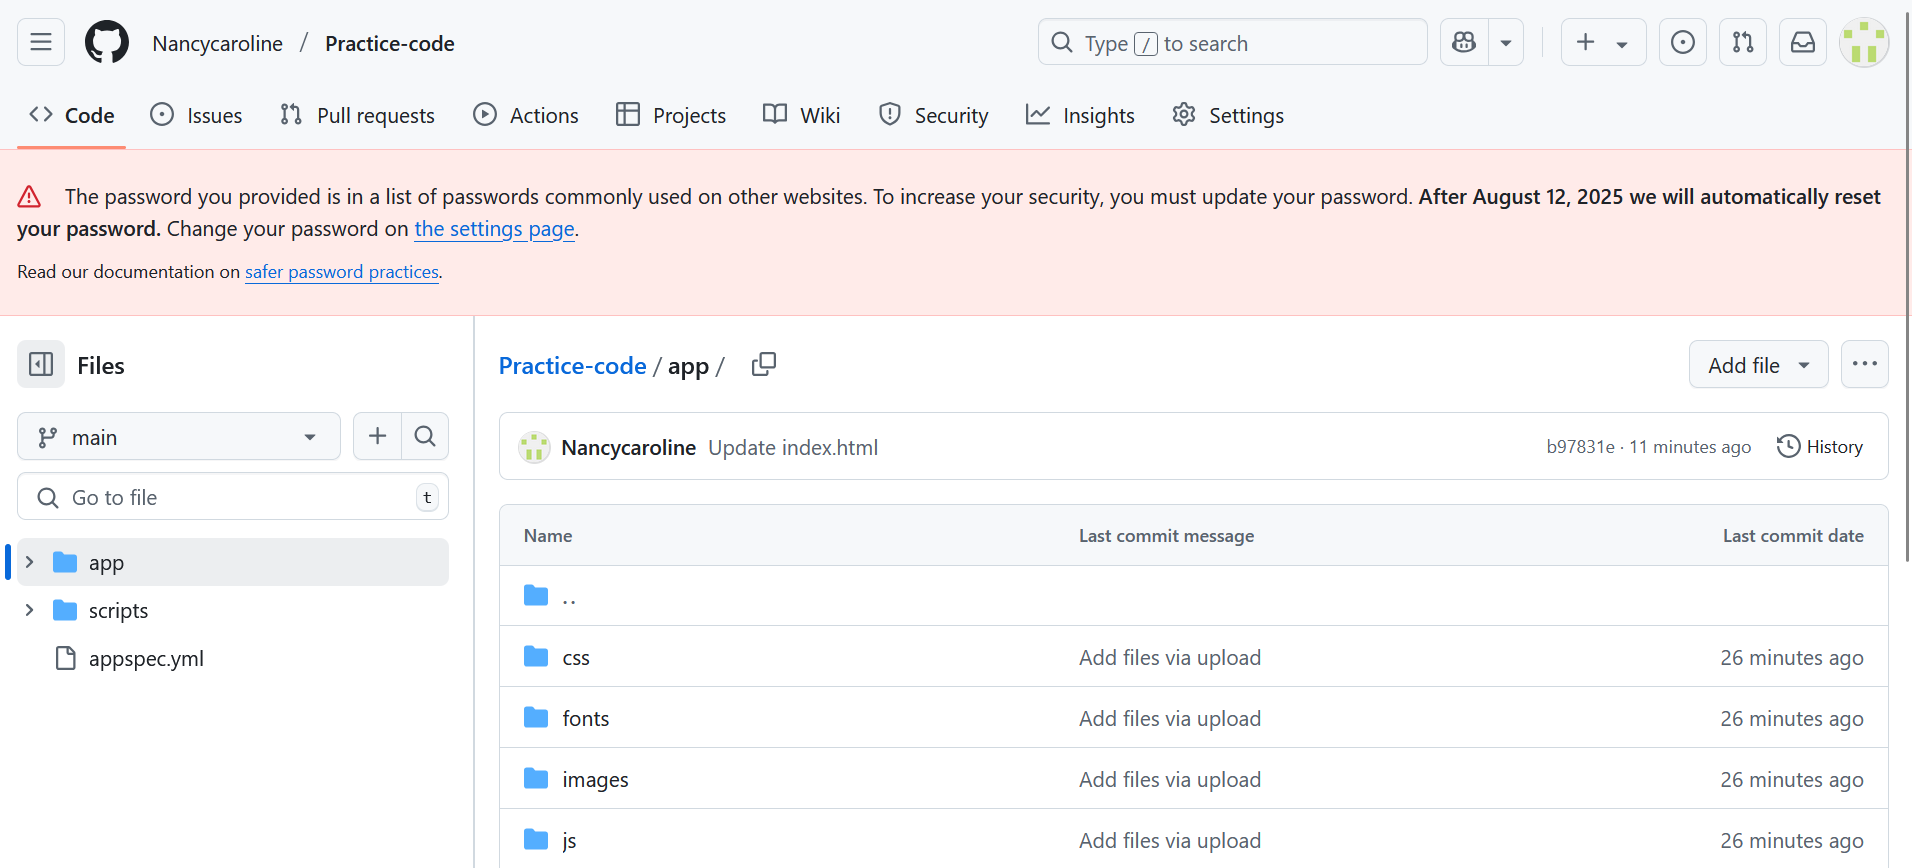 Nancycaroline / Practice-code
Type / to search
Code
Issues
Pull requests
Actions
Projects
Wiki
Security
Insights
Settings
The password you provided is in a list of passwords commonly used on other websites. To increase your security, you must update your password. After August 12, 2025 we will automatically reset
your password. Change your password on the settings page.
Read our documentation on safer password practices.
Files
main
Go to file
t
app
scripts
appspec.yml
Practice-code / app /
Add file
Nancycaroline Update index.html
b97831e · 11 minutes ago
History
Name Last commit message Last commit date
..
css Add files via upload 26 minutes ago
fonts Add files via upload 26 minutes ago
images Add files via upload 26 minutes ago
js Add files via upload 26 minutes ago